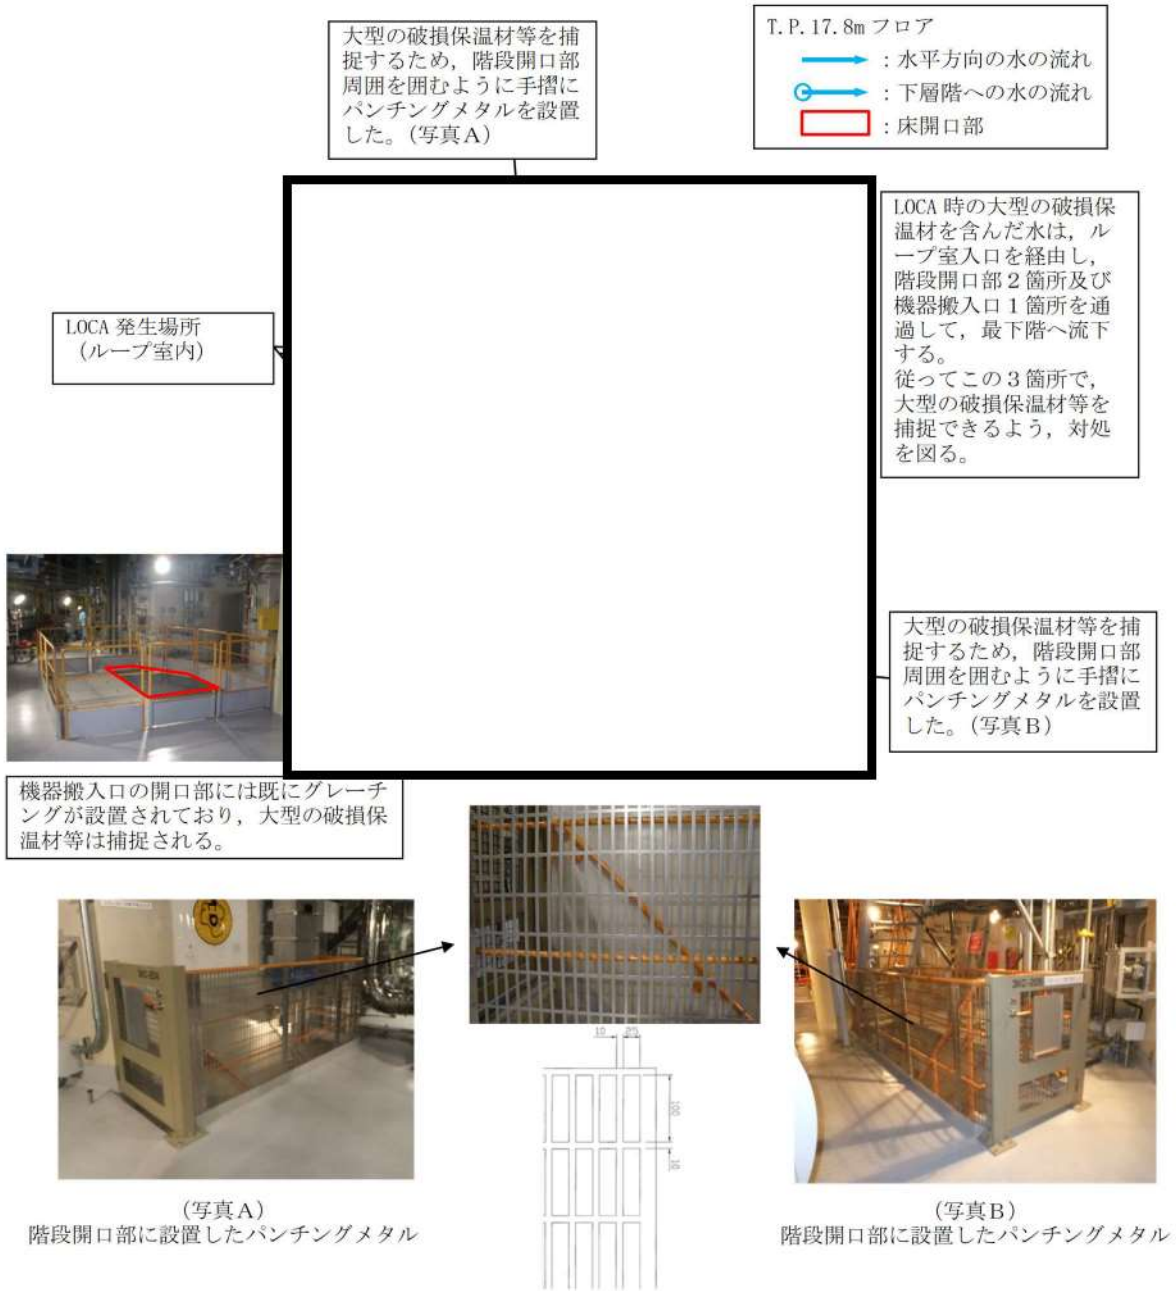 大型の破損保温材等を捕
捉するため，階段開口部
周囲を囲むように手摺に
パンチングメタルを設置
した。（写真Ａ）
T.P.17.8m フロア
：水平方向の水の流れ
：下層階への水の流れ
：床開口部
LOCA 時の大型の破損保
温材を含んだ水は，ル
ープ室入口を経由し，
階段開口部２箇所及び
機器搬入口１箇所を通
過して，最下階へ流下
する。
従ってこの３箇所で，
大型の破損保温材等を
捕捉できるよう，対処
を図る。
LOCA 発生場所
（ループ室内）
大型の破損保温材等を捕
捉するため，階段開口部
周囲を囲むように手摺に
パンチングメタルを設置
した。（写真Ｂ）
機器搬入口の開口部には既にグレーチ
ングが設置されており，大型の破損保
温材等は捕捉される。
10 25
100
10
（写真Ａ）
階段開口部に設置したパンチングメタル
（写真Ｂ）
階段開口部に設置したパンチングメタル